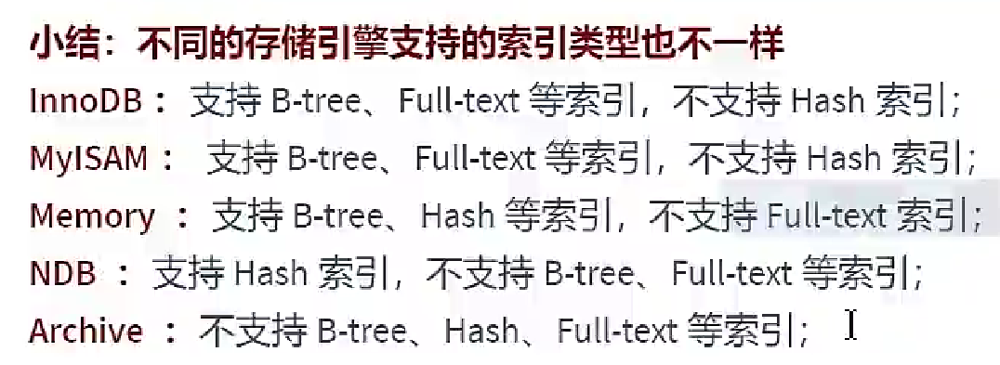 小结：不同的存储引擎支持的索引类型也不一样
InnoDB ： 支持 B-tree、Full-text 等索引，不支持 Hash 索引；
MyISAM ： 支持 B-tree、Full-text 等索引，不支持 Hash 索引；
Memory ： 支持 B-tree、Hash 等索引，不支持 Full-text 索引；
NDB ： 支持 Hash 索引，不支持 B-tree、Full-text 等索引；
Archive ： 不支持 B-tree、Hash、Full-text 等索引；